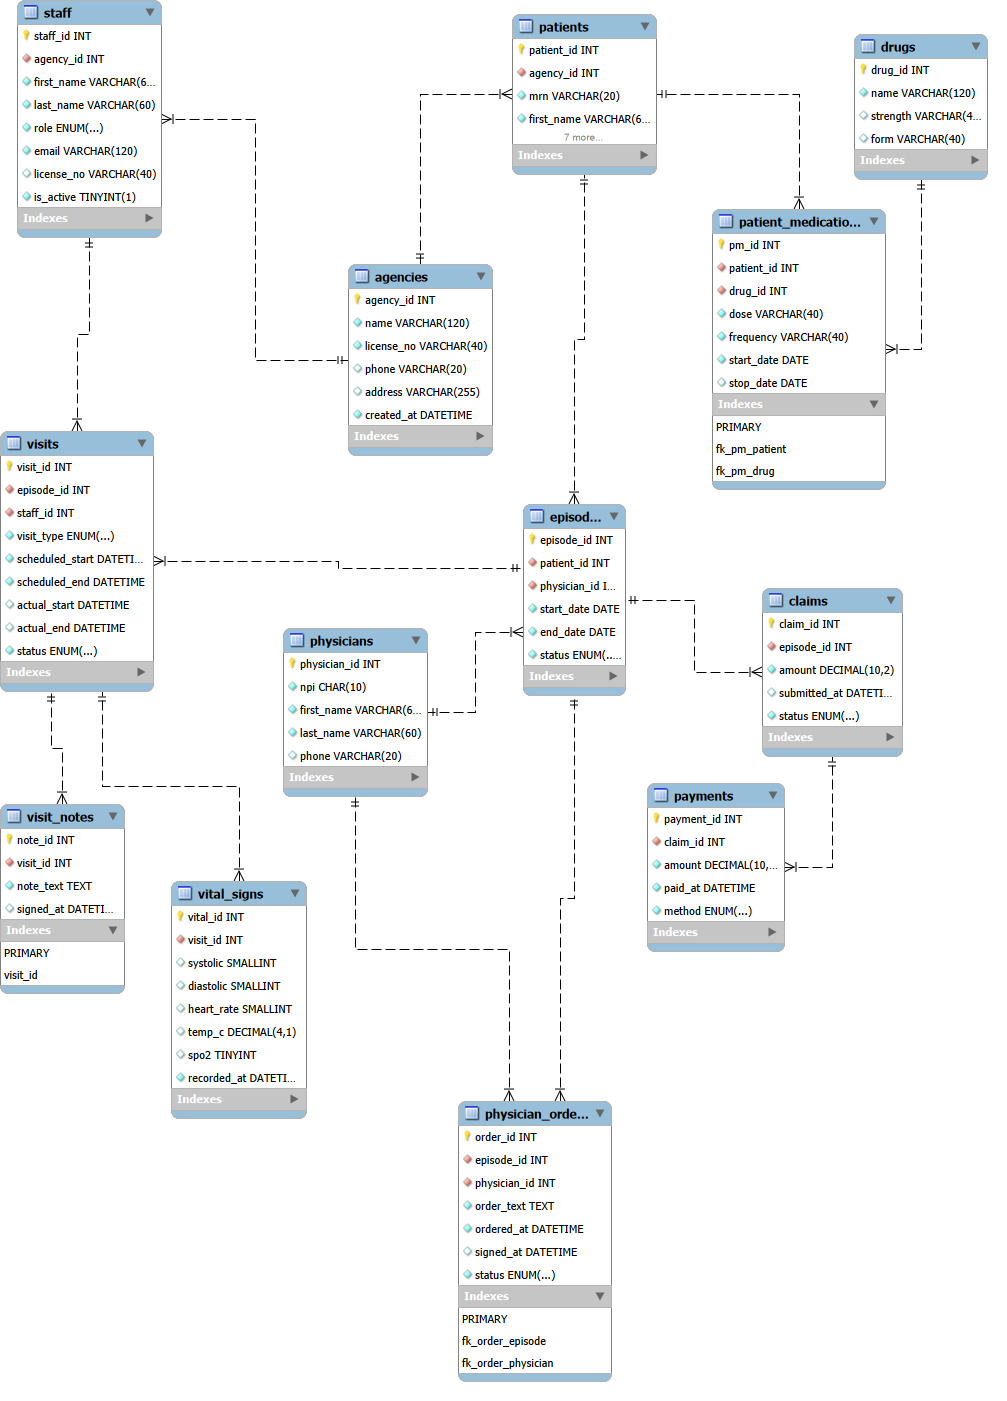 staff
staff_id INT
agency_id INT
first_name VARCHAR(6...
last_name VARCHAR(60)
role ENUM(...)
email VARCHAR(120)
license_no VARCHAR(40)
is_active TINYINT(1)
Indexes
patients
patient_id INT
agency_id INT
mrn VARCHAR(20)
first_name VARCHAR(6...
7 more...
Indexes
drugs
drug_id INT
name VARCHAR(120)
strength VARCHAR(4...
form VARCHAR(40)
Indexes
patient_medicatio...
pm_id INT
patient_id INT
drug_id INT
dose VARCHAR(40)
frequency VARCHAR(40)
start_date DATE
stop_date DATE
Indexes
PRIMARY
fk_pm_patient
fk_pm_drug
agencies
agency_id INT
name VARCHAR(120)
license_no VARCHAR(40)
phone VARCHAR(20)
address VARCHAR(255)
created_at DATETIME
Indexes
visits
visit_id INT
episode_id INT
staff_id INT
visit_type ENUM(...)
scheduled_start DATETI...
scheduled_end DATETIME
actual_start DATETIME
actual_end DATETIME
status ENUM(...)
Indexes
episod...
episode_id INT
patient_id INT
physician_id I...
start_date DATE
end_date DATE
status ENUM(..…
Indexes
claims
claim_id INT
episode_id INT
amount DECIMAL(10,2)
submitted_at DATETI...
status ENUM(...)
Indexes
physicians
physician_id INT
npi CHAR(10)
first_name VARCHAR(6...
last_name VARCHAR(60)
phone VARCHAR(20)
Indexes
payments
payment_id INT
claim_id INT
amount DECIMAL(10,...
paid_at DATETIME
method ENUM(...)
Indexes
visit_notes
note_id INT
visit_id INT
note_text TEXT
signed_at DATETI...
Indexes
PRIMARY
visit_id
vital_signs
vital_id INT
visit_id INT
systolic SMALLINT
diastolic SMALLINT
heart_rate SMALLINT
temp_c DECIMAL(4,1)
spo2 TINYINT
recorded_at DATETI...
Indexes
physician_orde...
order_id INT
episode_id INT
physician_id INT
order_text TEXT
ordered_at DATETIME
signed_at DATETIME
status ENUM(...)
Indexes
PRIMARY
fk_order_episode
fk_order_physician